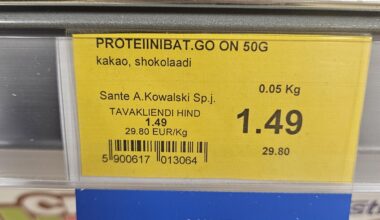 PROTEIINIBAT.GO ON 50G
kakao, shokolaadi
Sante A.Kowalski Sp.j.
0.05 Kg
TAVAKLIENDI HIND
1.49
1.49
29.80 EUR/Kg
29.80
5 900617 013064